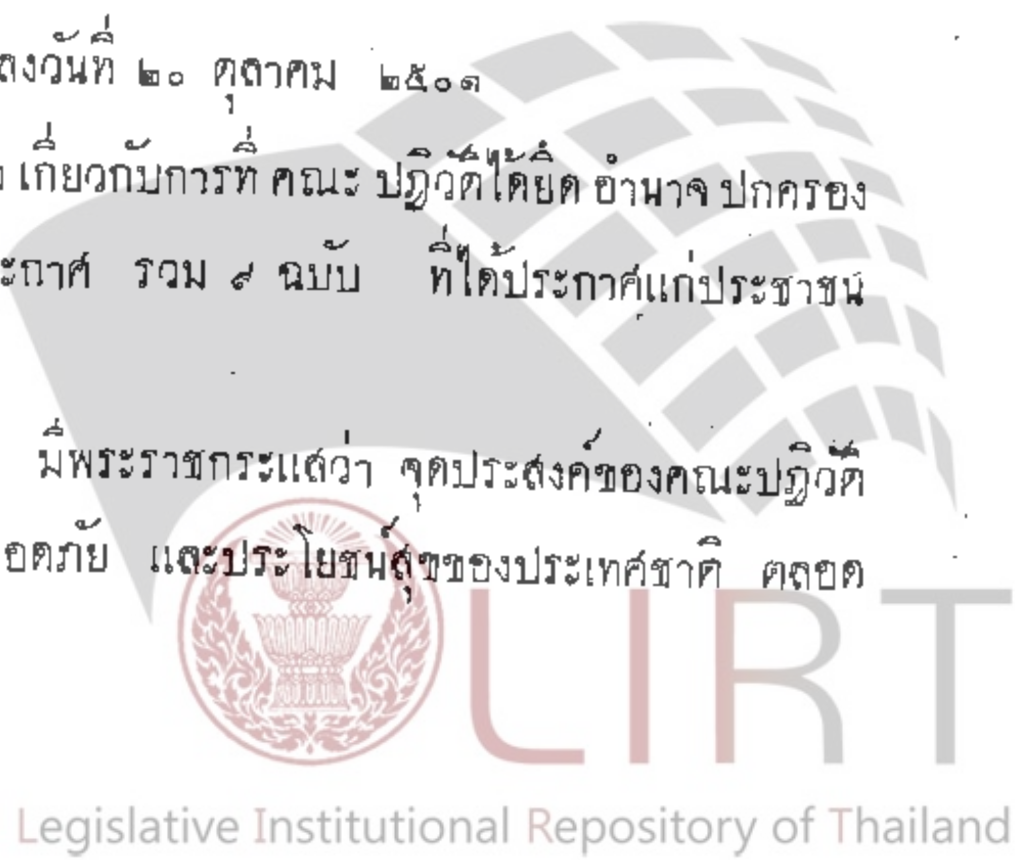 ลงวันที่ ๒๐ ตุลาคม ๒๕๐๑
เกี่ยวกับการที่ คณะ ปฏิวัติได้ยึด อำนาจ ปกครอง
ะกาศ รวม ๙ ฉบับ ที่ได้ประกาศแก่ประชาชน
มีพระราชกระแสว่า จุดประสงค์ของคณะปฏิวัติ
อดภัย และประโยชน์สุขของประเทศชาติ ตลอด
LIRT
Legislative Institutional Repository of Thailand